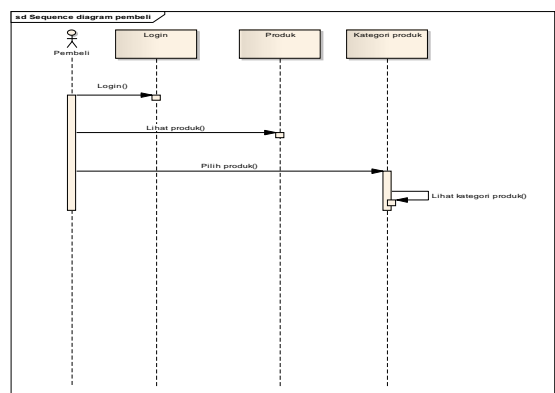 sd Sequence diagram pembeli
Pembeli
Login
Produk
Kategori produk
Login()
Lihat produk()
Pilih produk()
Lihat kategori produk()